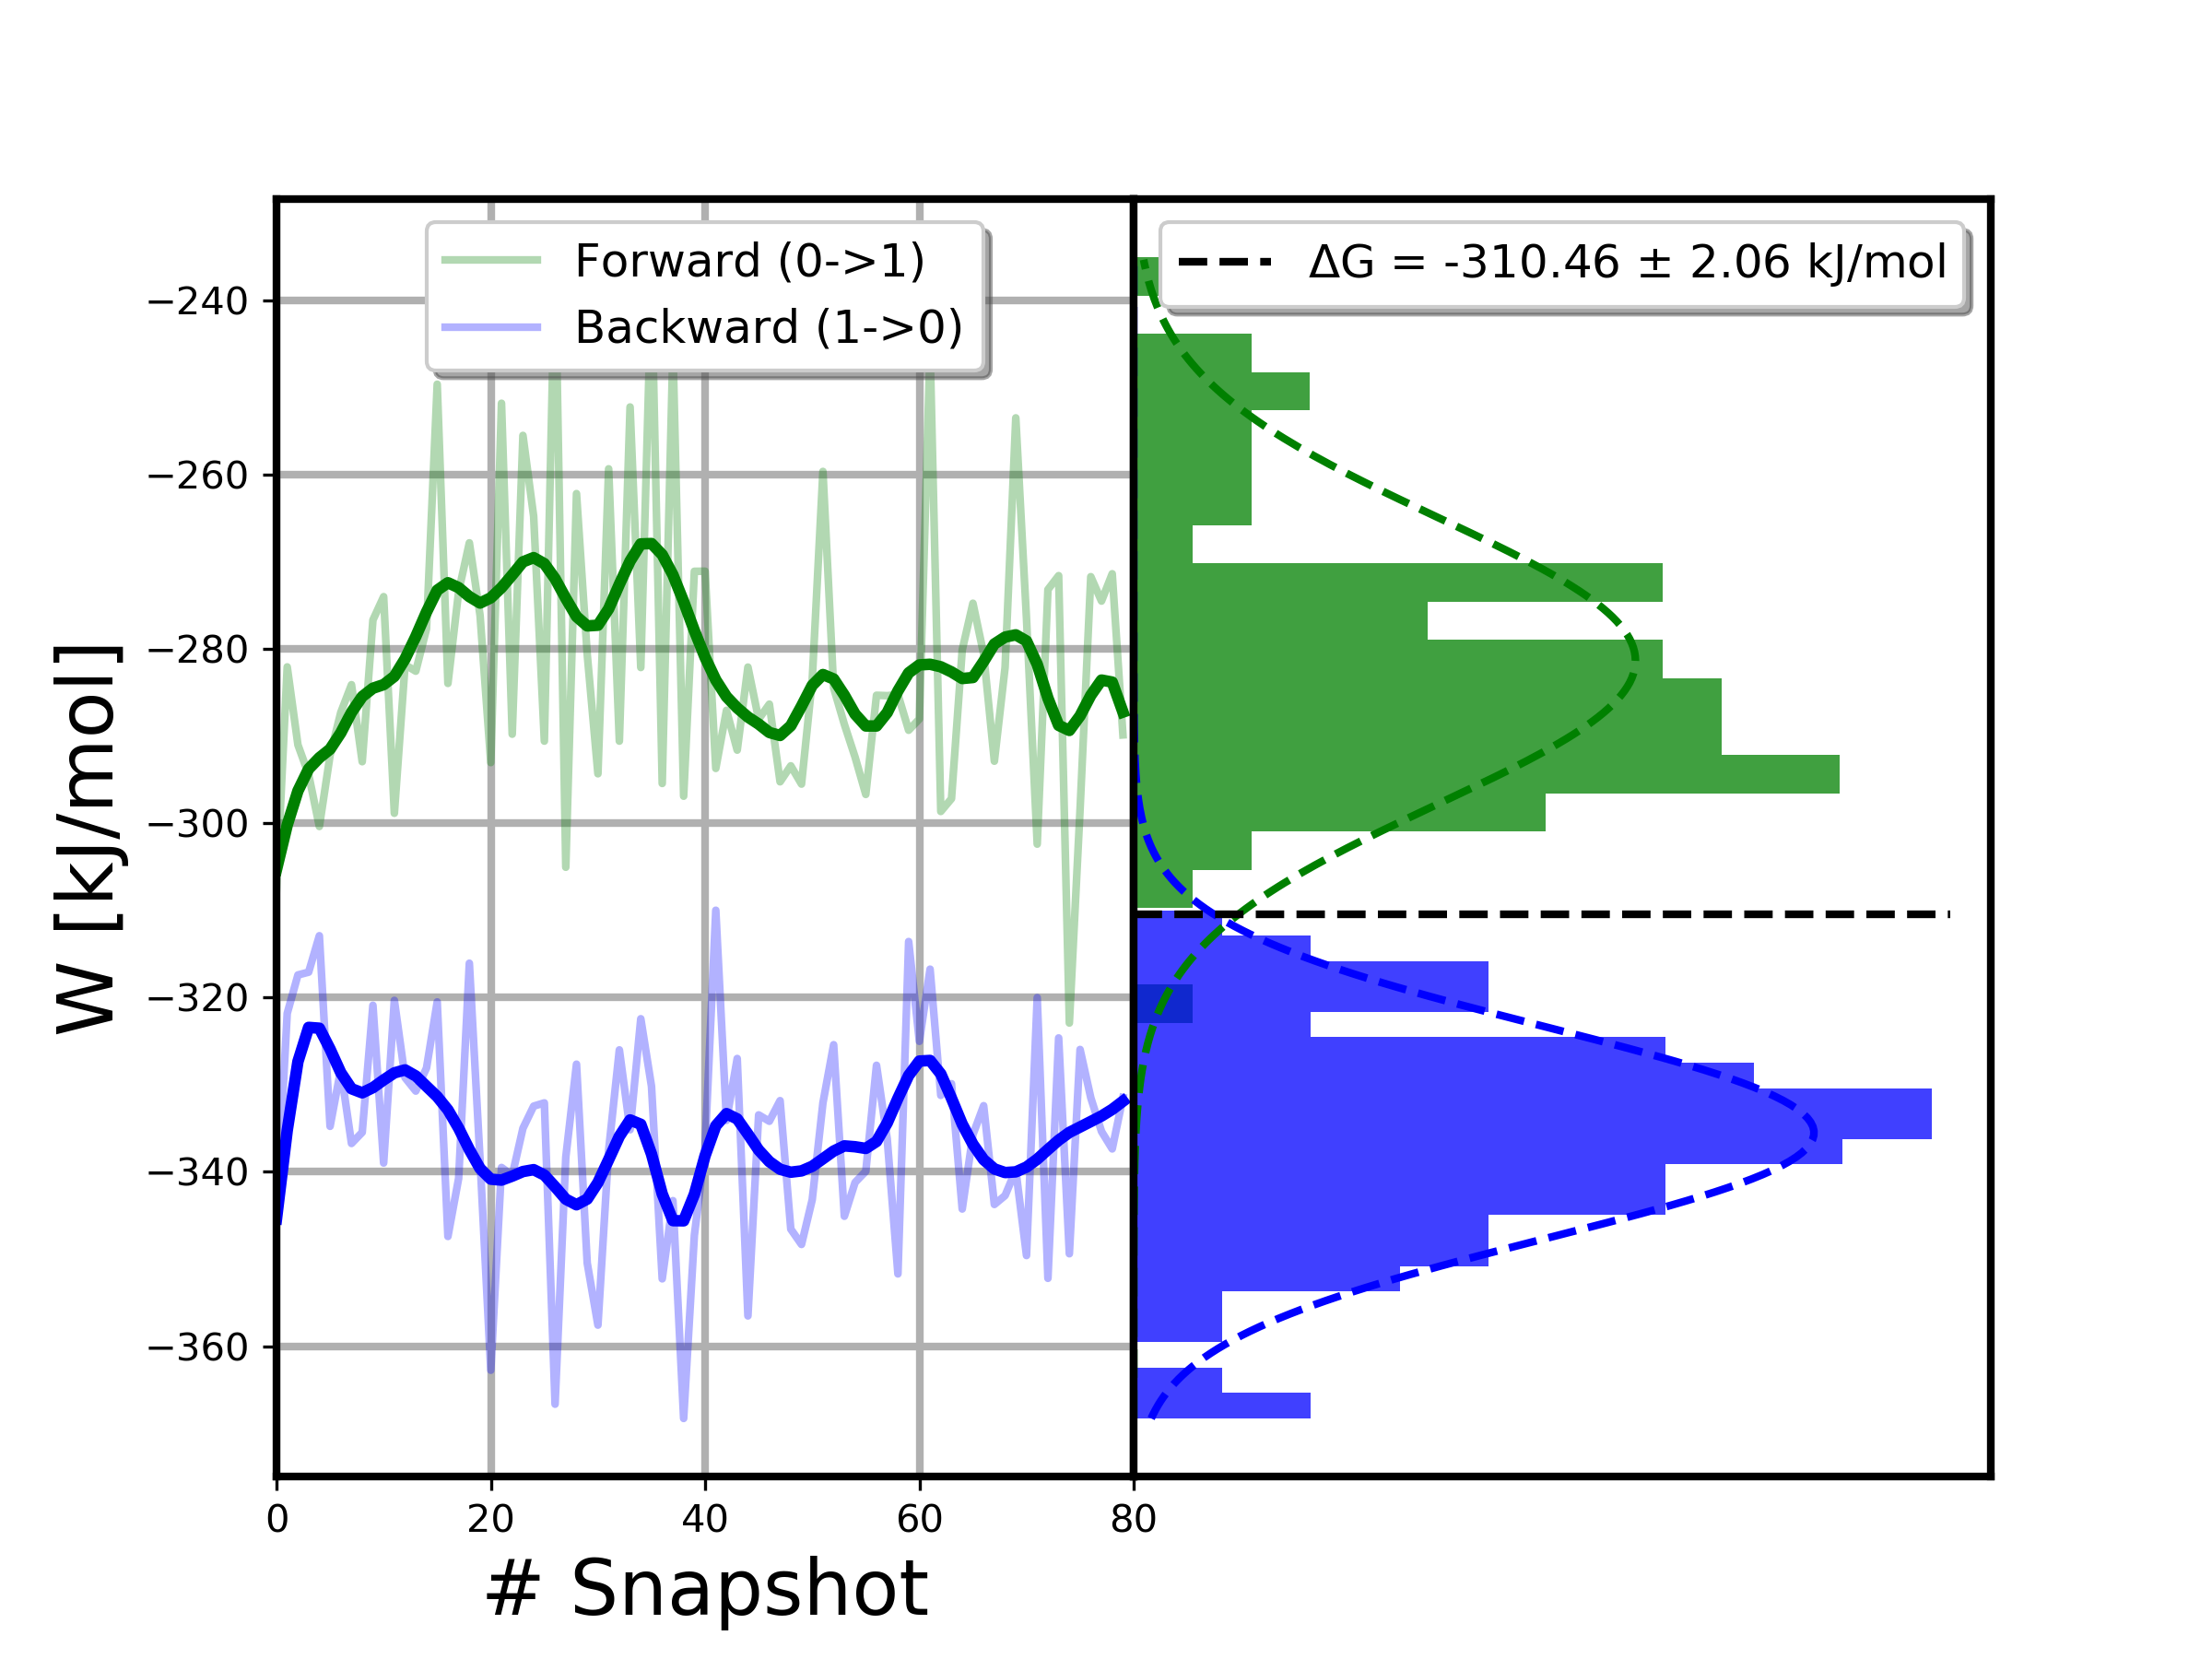 Forward (0->1)
Backward (1->0)
ΔG = -310.46 ± 2.06 kJ/mol
−240
−260
−280
−300
−320
−340
−360
W [kJ/mol]
0 20 40 60 80
# Snapshot